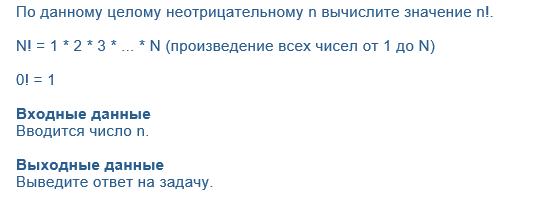 По данному целому неотрицательному n вычислите значение n!.
N! = 1 * 2 * 3 * ... * N (произведение всех чисел от 1 до N)
0! = 1
Входные данные
Вводится число n.
Выходные данные
Выведите ответ на задачу.